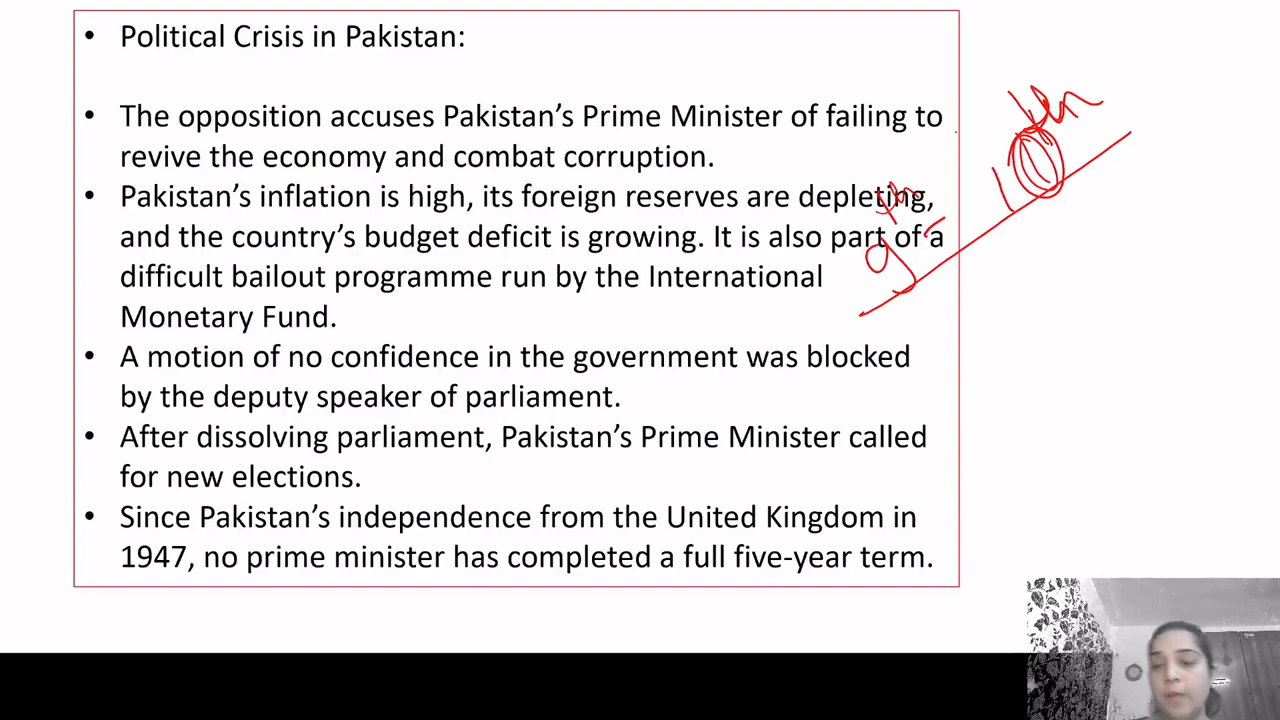 • Political Crisis in Pakistan:
• The opposition accuses Pakistan’s Prime Minister of failing to
revive the economy and combat corruption.
• Pakistan’s inflation is high, its foreign reserves are depleting,
and the country’s budget deficit is growing. It is also part of a
difficult bailout programme run by the International
Monetary Fund.
• A motion of no confidence in the government was blocked
by the deputy speaker of parliament.
• After dissolving parliament, Pakistan’s Prime Minister called
for new elections.
• Since Pakistan’s independence from the United Kingdom in
1947, no prime minister has completed a full five-year term.
9th - 10